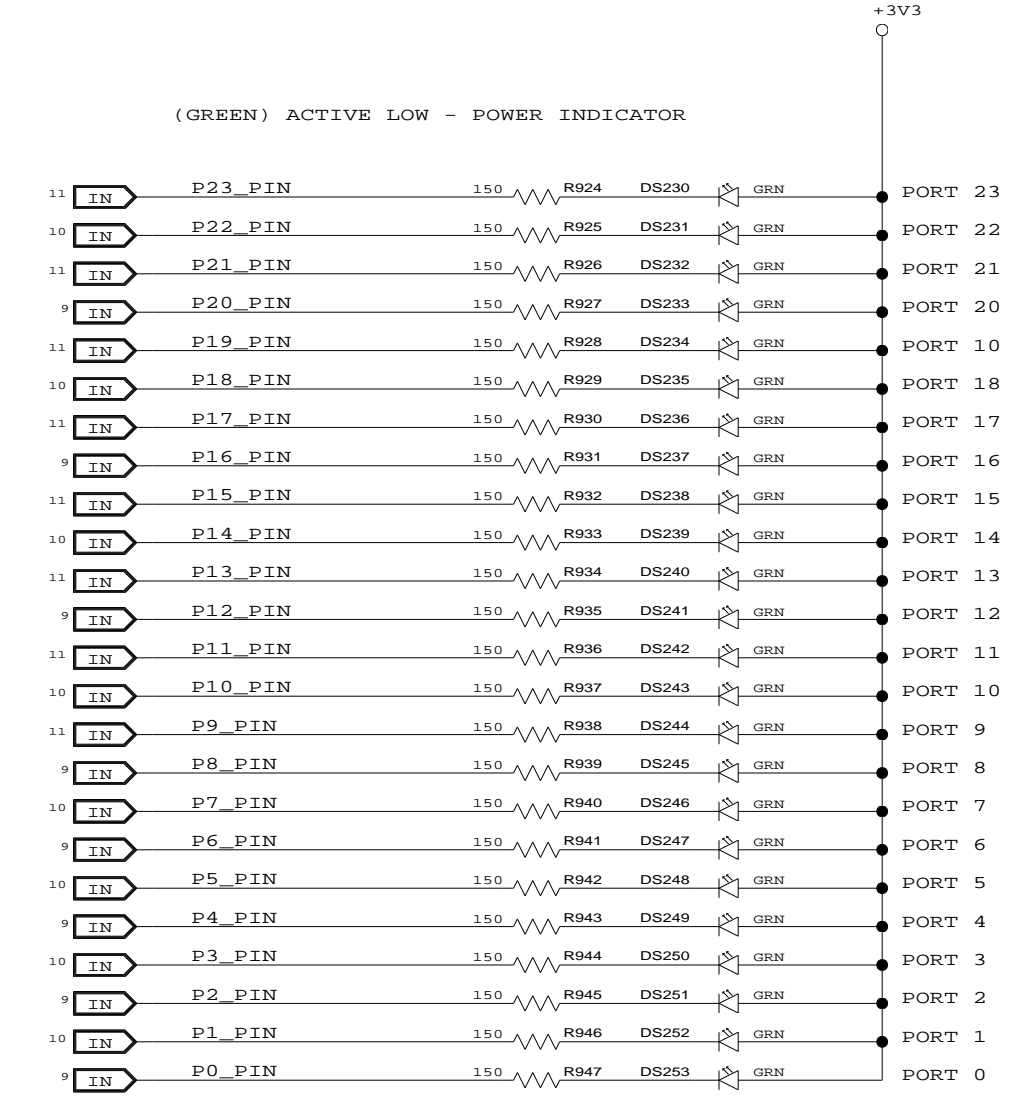 +3V3
(GREEN) ACTIVE LOW - POWER INDICATOR
11 IN P23_PIN 150 R924 DS230 GRN PORT 23
10 IN P22_PIN 150 R925 DS231 GRN PORT 22
11 IN P21_PIN 150 R926 DS232 GRN PORT 21
9 IN P20_PIN 150 R927 DS233 GRN PORT 20
11 IN P19_PIN 150 R928 DS234 GRN PORT 10
10 IN P18_PIN 150 R929 DS235 GRN PORT 18
11 IN P17_PIN 150 R930 DS236 GRN PORT 17
9 IN P16_PIN 150 R931 DS237 GRN PORT 16
11 IN P15_PIN 150 R932 DS238 GRN PORT 15
10 IN P14_PIN 150 R933 DS239 GRN PORT 14
11 IN P13_PIN 150 R934 DS240 GRN PORT 13
9 IN P12_PIN 150 R935 DS241 GRN PORT 12
11 IN P11_PIN 150 R936 DS242 GRN PORT 11
10 IN P10_PIN 150 R937 DS243 GRN PORT 10
11 IN P9_PIN 150 R938 DS244 GRN PORT 9
9 IN P8_PIN 150 R939 DS245 GRN PORT 8
10 IN P7_PIN 150 R940 DS246 GRN PORT 7
9 IN P6_PIN 150 R941 DS247 GRN PORT 6
10 IN P5_PIN 150 R942 DS248 GRN PORT 5
9 IN P4_PIN 150 R943 DS249 GRN PORT 4
10 IN P3_PIN 150 R944 DS250 GRN PORT 3
9 IN P2_PIN 150 R945 DS251 GRN PORT 2
10 IN P1_PIN 150 R946 DS252 GRN PORT 1
9 IN P0_PIN 150 R947 DS253 GRN PORT 0